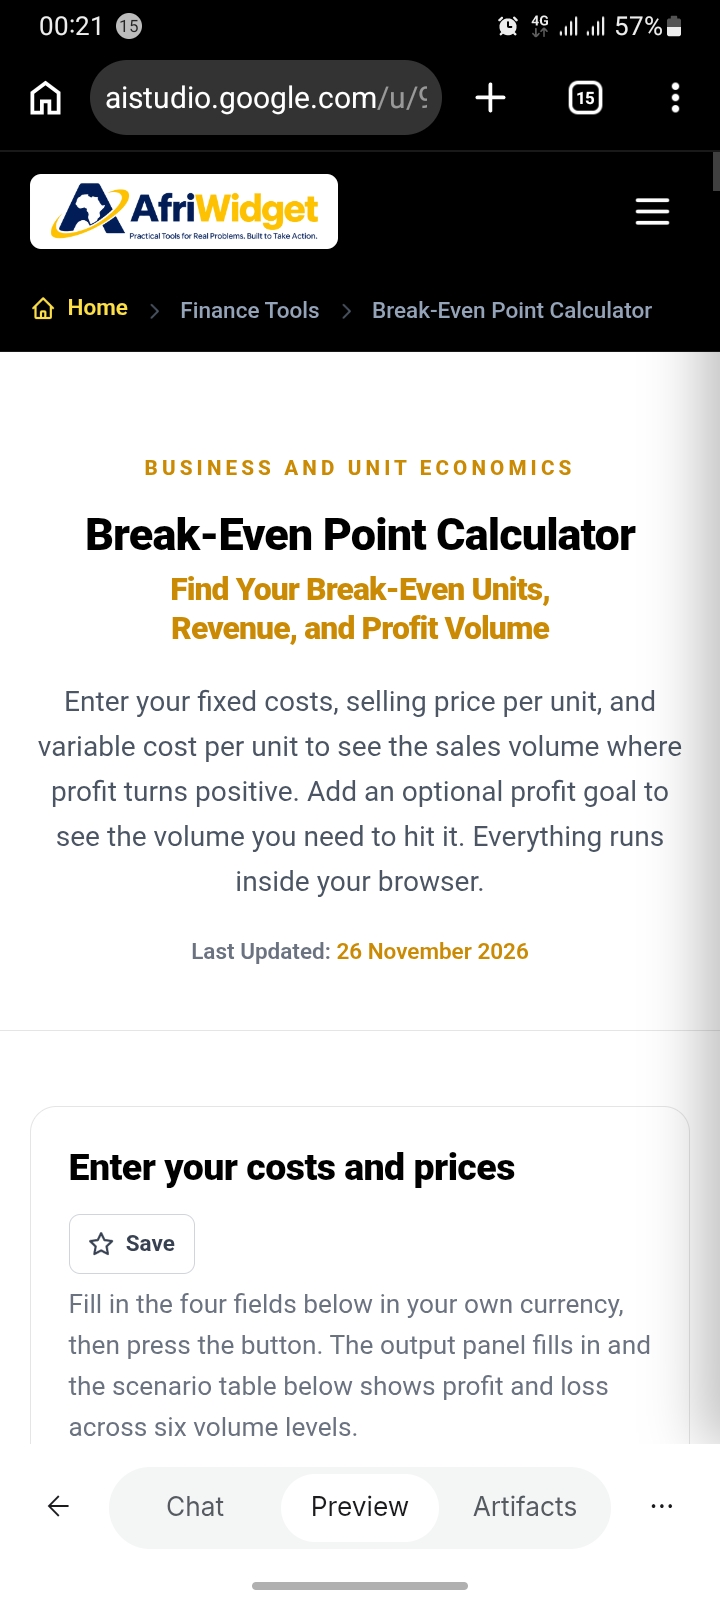 00:21 15 4G 57%
aistudio.google.com/u/9
15
AfriWidget
Practical Tools for Real Problems. Built to Take Action.
Home > Finance Tools > Break-Even Point Calculator
BUSINESS AND UNIT ECONOMICS
Break-Even Point Calculator
Find Your Break-Even Units,
Revenue, and Profit Volume
Enter your fixed costs, selling price per unit, and
variable cost per unit to see the sales volume where
profit turns positive. Add an optional profit goal to
see the volume you need to hit it. Everything runs
inside your browser.
Last Updated: 26 November 2026
Enter your costs and prices
Save
Fill in the four fields below in your own currency,
then press the button. The output panel fills in and
the scenario table below shows profit and loss
across six volume levels.
Chat Preview Artifacts